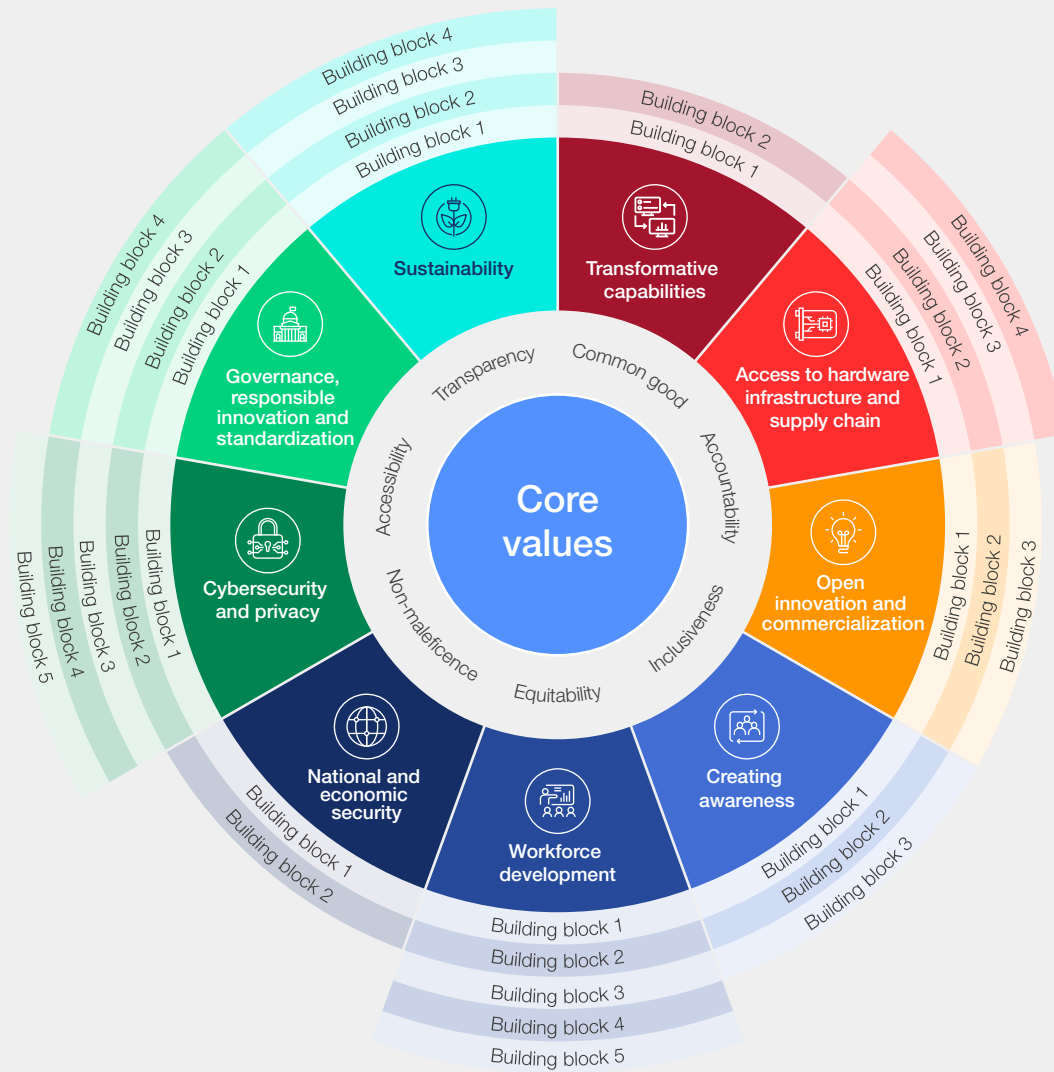 Core
values
Transparency
Common good
Accountability
Inclusiveness
Equitability
Non-maleficence
Accessibility
Transformative
capabilities
Building block 1
Building block 2
Access to hardware
infrastructure and
supply chain
Building block 1
Building block 2
Building block 3
Building block 4
Open
innovation and
commercialization
Building block 1
Building block 2
Building block 3
Creating
awareness
Building block 1
Building block 2
Building block 3
Workforce
development
Building block 1
Building block 2
Building block 3
Building block 4
Building block 5
National and
economic
security
Building block 1
Building block 2
Cybersecurity
and privacy
Building block 1
Building block 2
Building block 3
Building block 4
Building block 5
Governance,
responsible
innovation and
standardization
Building block 1
Building block 2
Building block 3
Building block 4
Sustainability
Building block 1
Building block 2
Building block 3
Building block 4